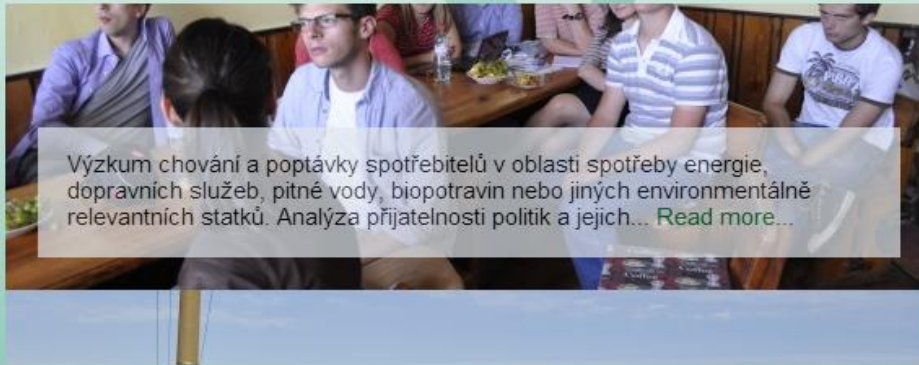 Výzkum chování a poptávky spotřebitelů v oblasti spotřeby energie,
dopravních služeb, pitné vody, biopotravin nebo jiných environmentálně
relevantních statků. Analýza přijatelnosti politik a jejich... Read more...